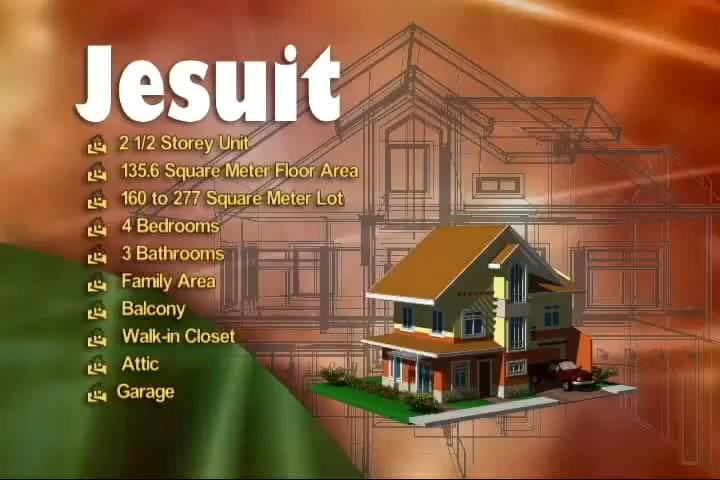 Jesuit
2 1/2 Storey Unit
135.6 Square Meter Floor Area
160 to 277 Square Meter Lot
4 Bedrooms
3 Bathrooms
Family Area
Balcony
Walk-in Closet
Attic
Garage